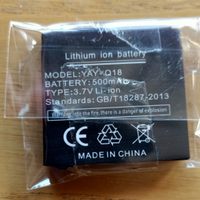 Lithium ion battery
MODEL: YAY-Q18
BATTERY: 500mAh
TYPE: 3.7V Li-ion
Standards: GB/T18287-2013
CE FC
MADE IN CHINA